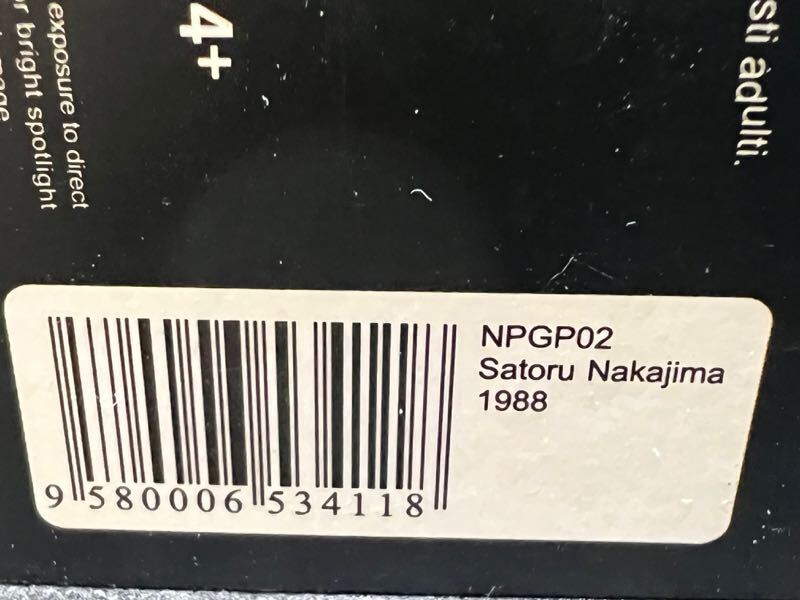 exposure to direct
r bright spotlight
4+
sti adulti.
NPGP02
Satoru Nakajima
1988
9 580006 534118